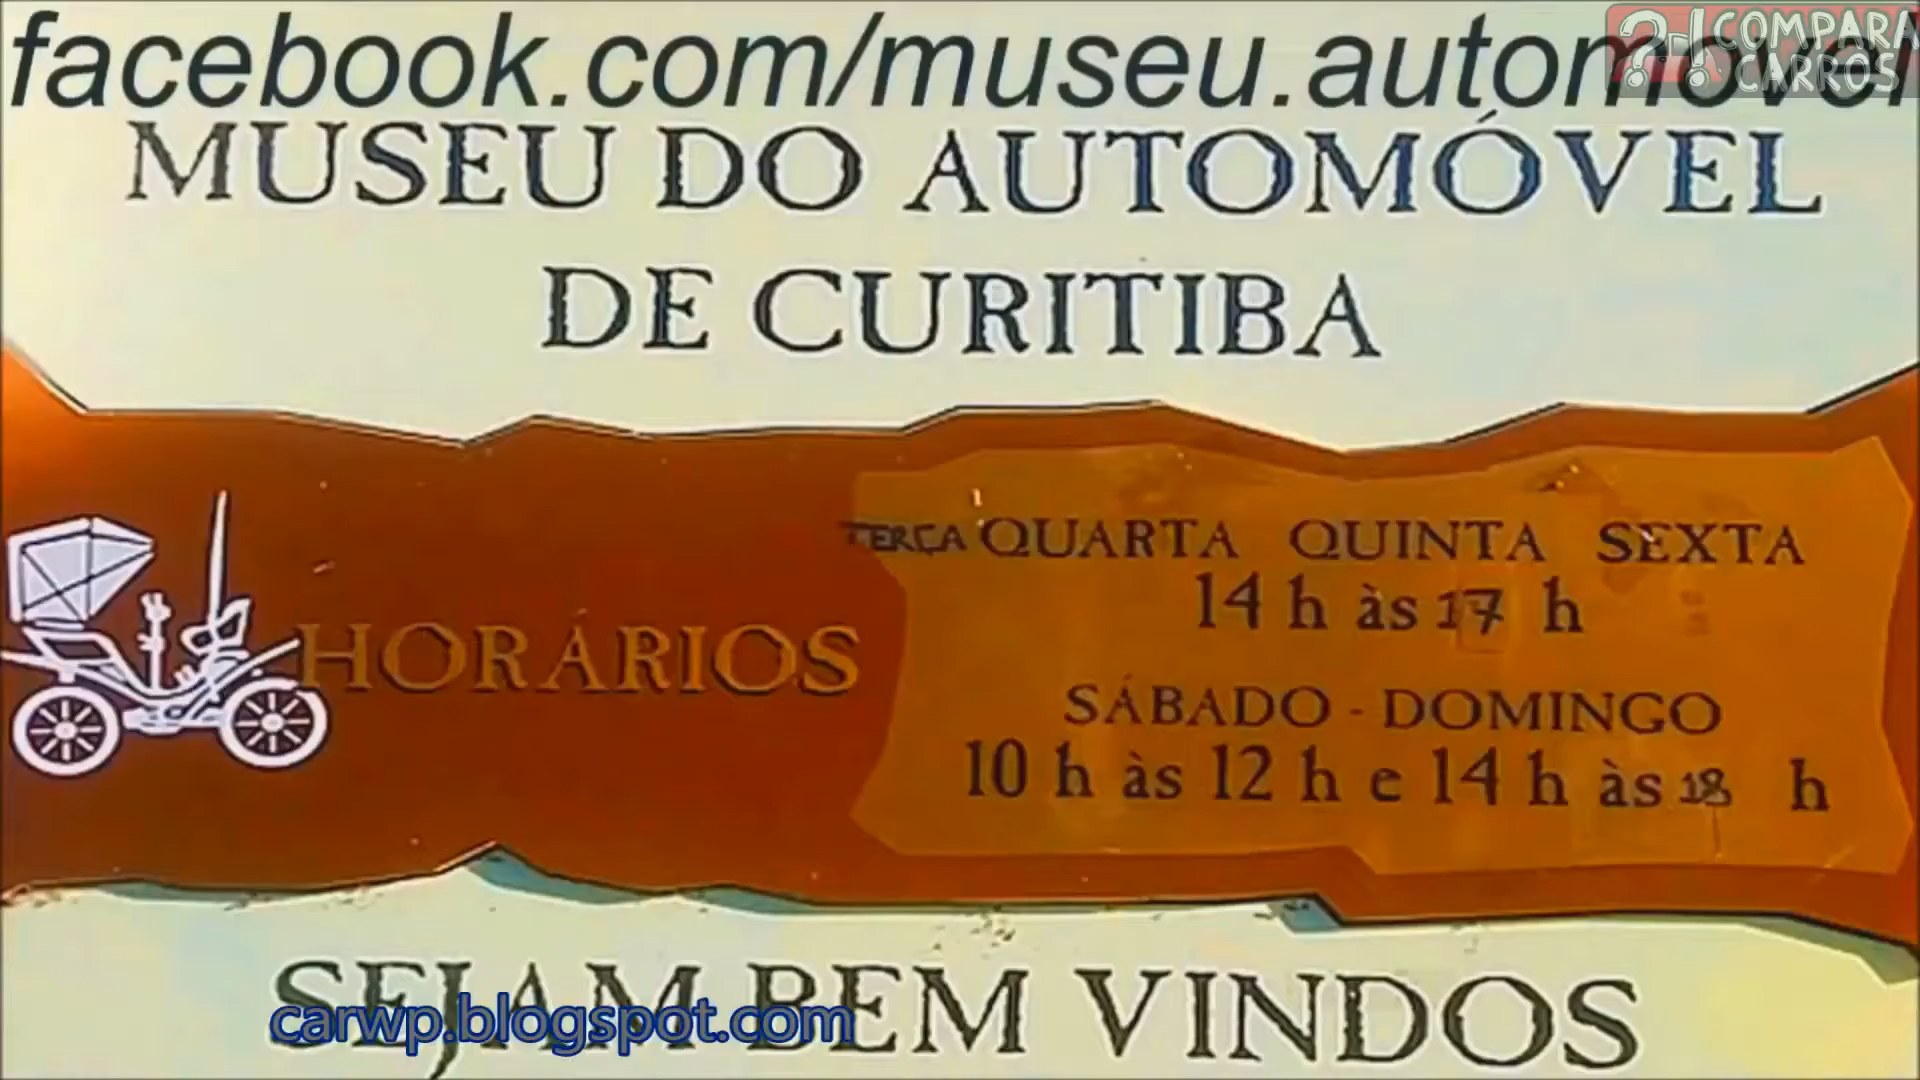 facebook.com/museu.automovel
COMPARA
CARROS
MUSEU DO AUTOMÓVEL
DE CURITIBA
TERÇA QUARTA QUINTA SEXTA
14 h às 17 h
HORÁRIOS
SÁBADO - DOMINGO
10 h às 12 h e 14 h às 18 h
SEJAM BEM VINDOS
carwp.blogspot.com